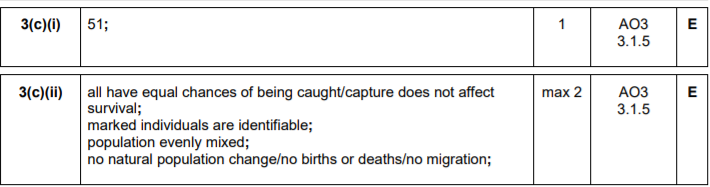 3(c)(i) 51; 1 AO3 E
3.1.5
3(c)(ii) all have equal chances of being caught/capture does not affect max 2 AO3 E
survival; 3.1.5
marked individuals are identifiable;
population evenly mixed;
no natural population change/no births or deaths/no migration;